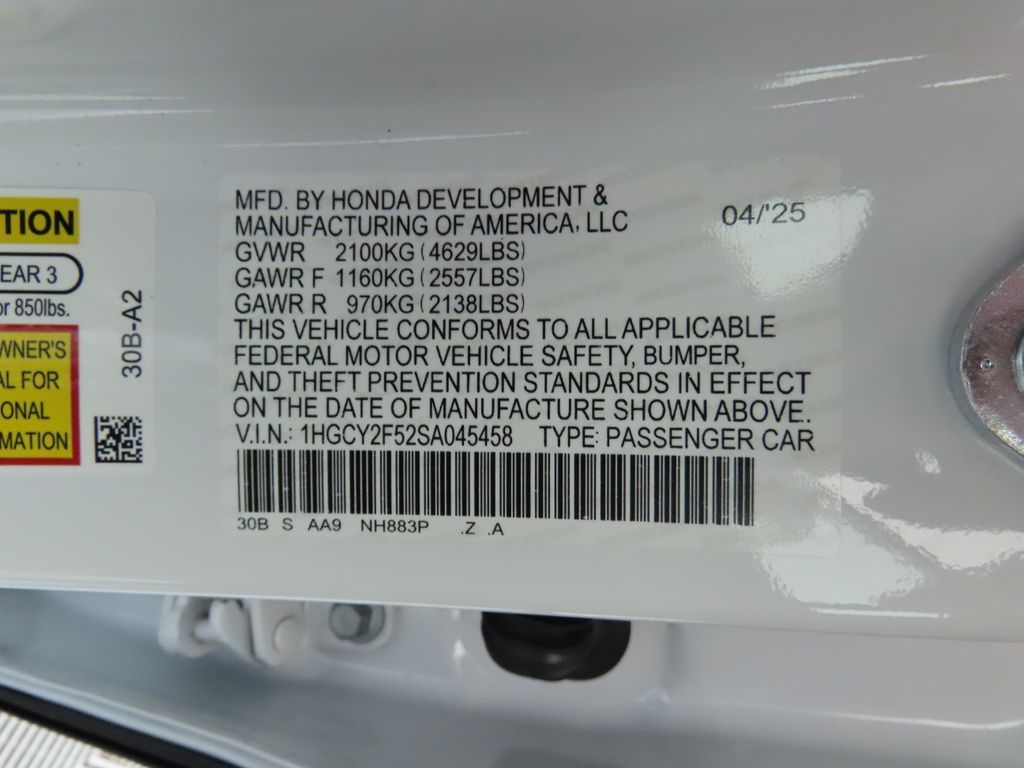 TION
EAR 3
or 850lbs.
WNER'S
AL FOR
ONAL
MATION
30B-A2
MFD. BY HONDA DEVELOPMENT &
MANUFACTURING OF AMERICA, LLC
04/'25
GVWR 2100KG (4629LBS)
GAWR F 1160KG (2557LBS)
GAWR R 970KG (2138LBS)
THIS VEHICLE CONFORMS TO ALL APPLICABLE
FEDERAL MOTOR VEHICLE SAFETY, BUMPER,
AND THEFT PREVENTION STANDARDS IN EFFECT
ON THE DATE OF MANUFACTURE SHOWN ABOVE.
V.I.N.: 1HGCY2F52SA045458 TYPE: PASSENGER CAR
30B S AA9 NH883P .Z .A